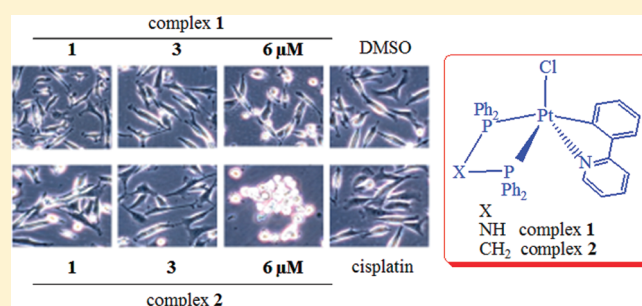 complex 1
1 3 6 μM DMSO
1 3 6 μM cisplatin
complex 2
Cl
Ph2
P Pt
N
X P
Ph2
X
NH complex 1
CH2 complex 2